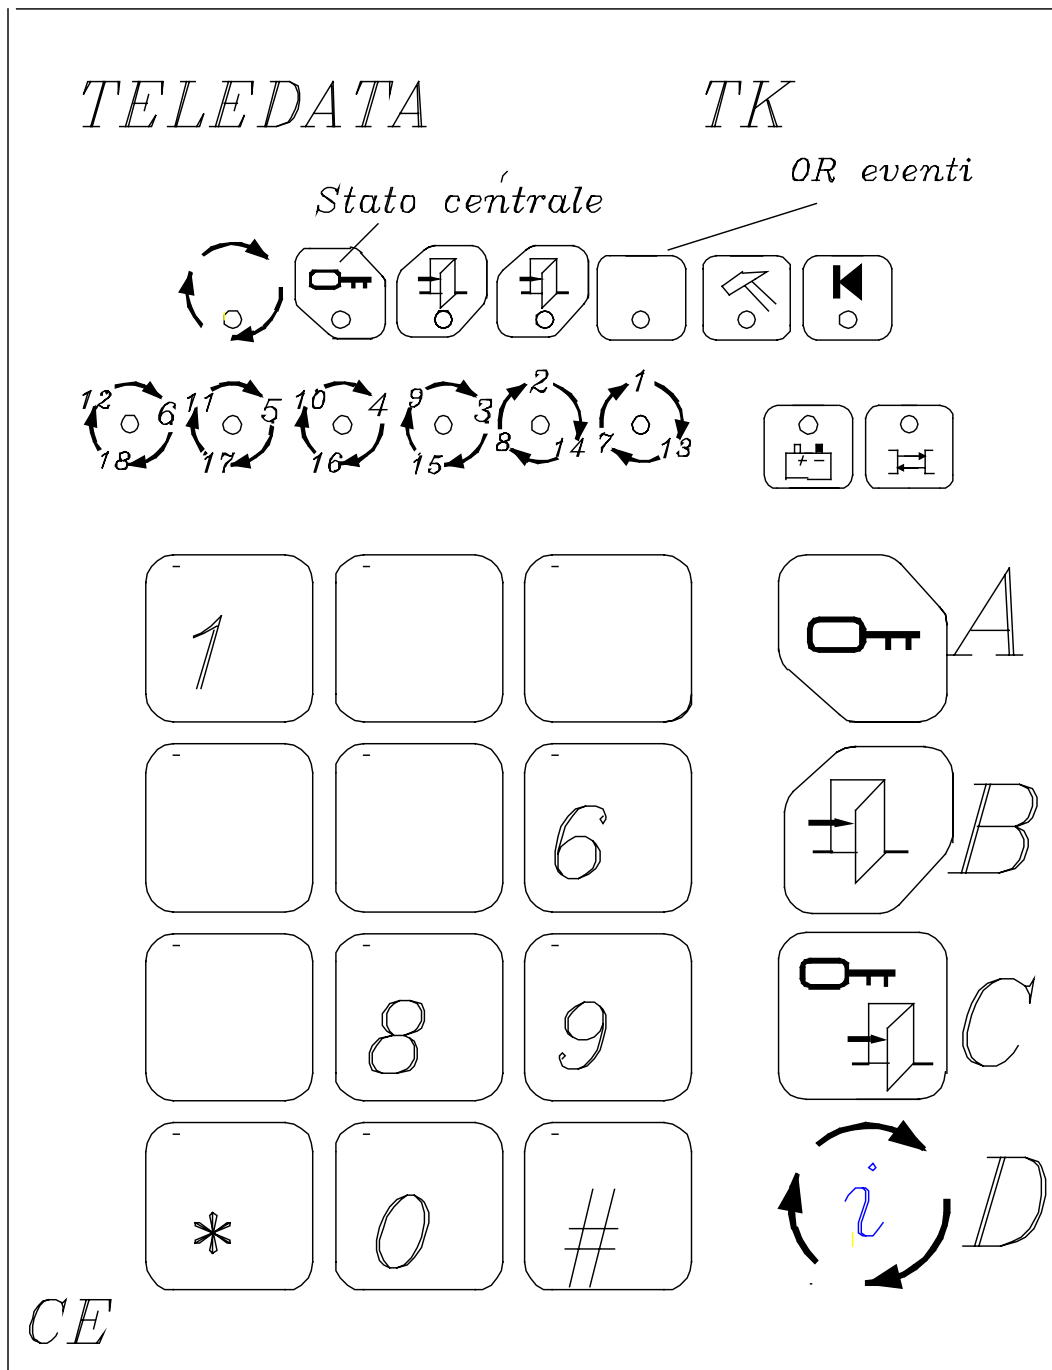 TELEDATA TK
OR eventi
Stato centrale
12 6 11 5 10 4 9 3 2 1
18 17 16 15 8 14 7 13
1 A
6 B
8 9 C
* 0 # i D
CE